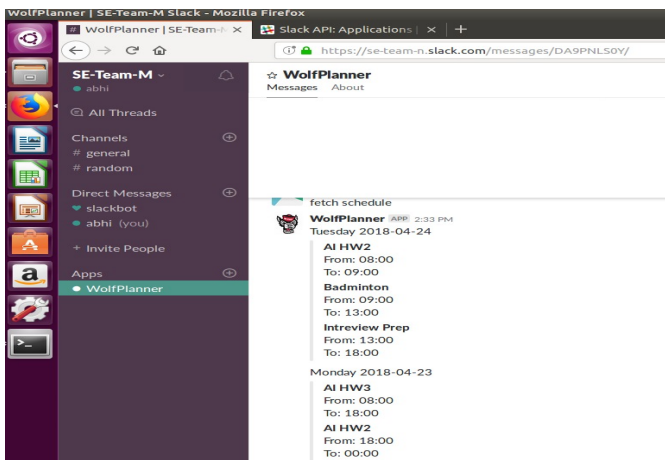 WolfPlanner | SE-Team-M Slack - Mozilla Firefox
# WolfPlanner | SE-Team-M
Slack API: Applications |
https://se-team-n.slack.com/messages/DA9PNLS0Y/
SE-Team-M
abhi
All Threads
Channels
# general
# random
Direct Messages
slackbot
abhi (you)
+ Invite People
Apps
WolfPlanner
WolfPlanner
Messages About
fetch schedule
WolfPlanner APP 2:33 PM
Tuesday 2018-04-24
AI HW2
From: 08:00
To: 09:00
Badminton
From: 09:00
To: 13:00
Intreview Prep
From: 13:00
To: 18:00
Monday 2018-04-23
AI HW3
From: 08:00
To: 18:00
AI HW2
From: 18:00
To: 00:00